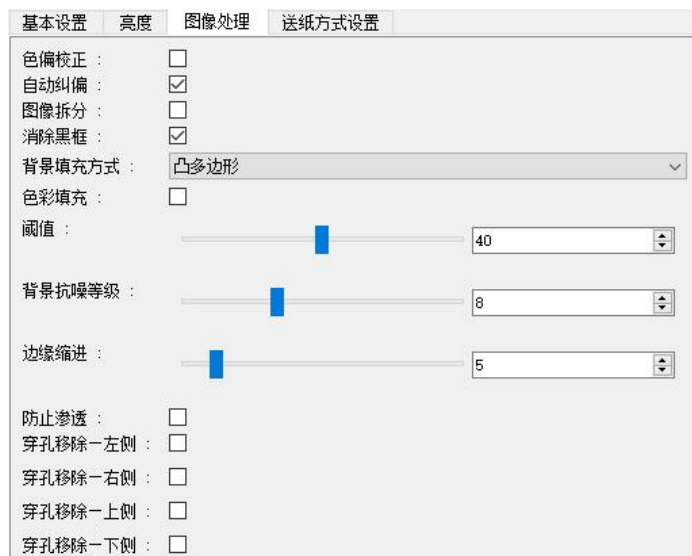 基本设置 亮度 图像处理 送纸方式设置
色偏校正 :
自动纠偏 :
图像拆分 :
消除黑框 :
背景填充方式 : 凸多边形
色彩填充 :
阈值 : 40
背景抗噪等级 : 8
边缘缩进 : 5
防止渗透 :
穿孔移除—左侧 :
穿孔移除—右侧 :
穿孔移除—上侧 :
穿孔移除—下侧 :